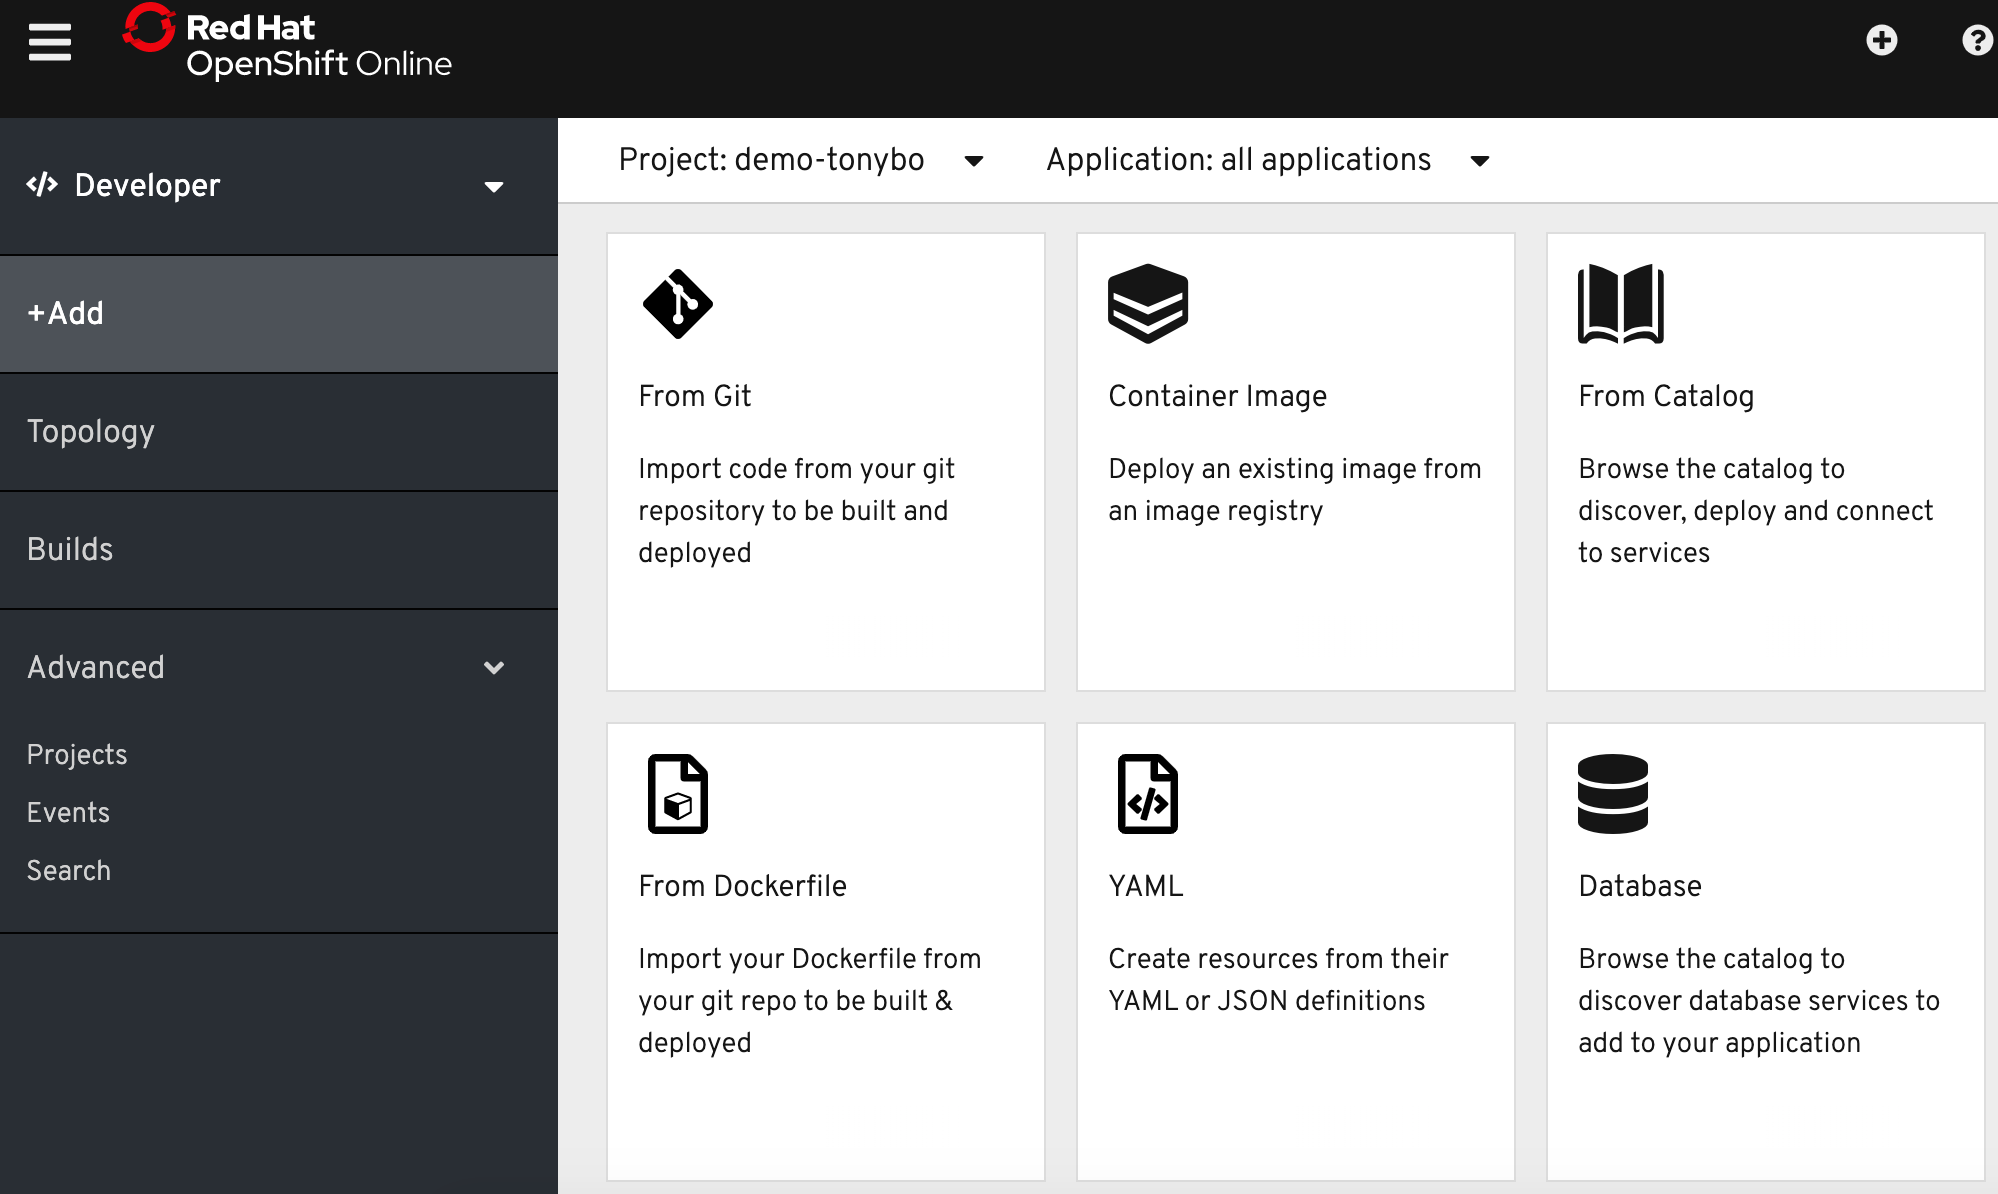 Red Hat
OpenShift Online
</> Developer
+Add
Topology
Builds
Advanced
Projects
Events
Search
Project: demo-tonybo
Application: all applications
From Git
Import code from your git
repository to be built and
deployed
Container Image
Deploy an existing image from
an image registry
From Catalog
Browse the catalog to
discover, deploy and connect
to services
From Dockerfile
Import your Dockerfile from
your git repo to be built &
deployed
YAML
Create resources from their
YAML or JSON definitions
Database
Browse the catalog to
discover database services to
add to your application